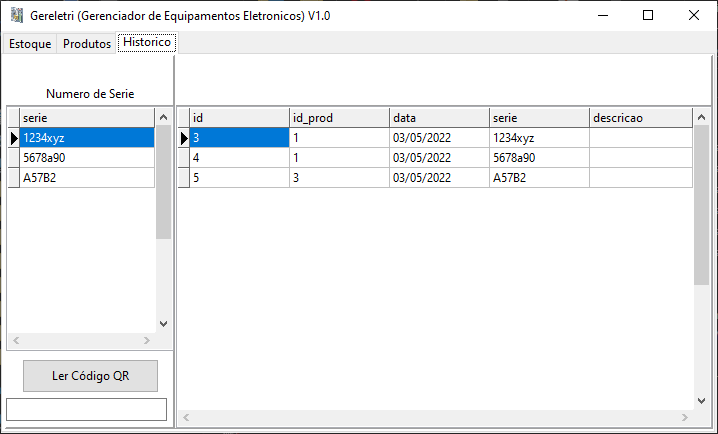 Gereletri (Gerenciador de Equipamentos Eletronicos) V1.0
Estoque Produtos Historico
Numero de Serie
serie
1234xyz
5678a90
A57B2
Ler Código QR
id id_prod data serie descricao
3 1 03/05/2022 1234xyz
4 1 03/05/2022 5678a90
5 3 03/05/2022 A57B2